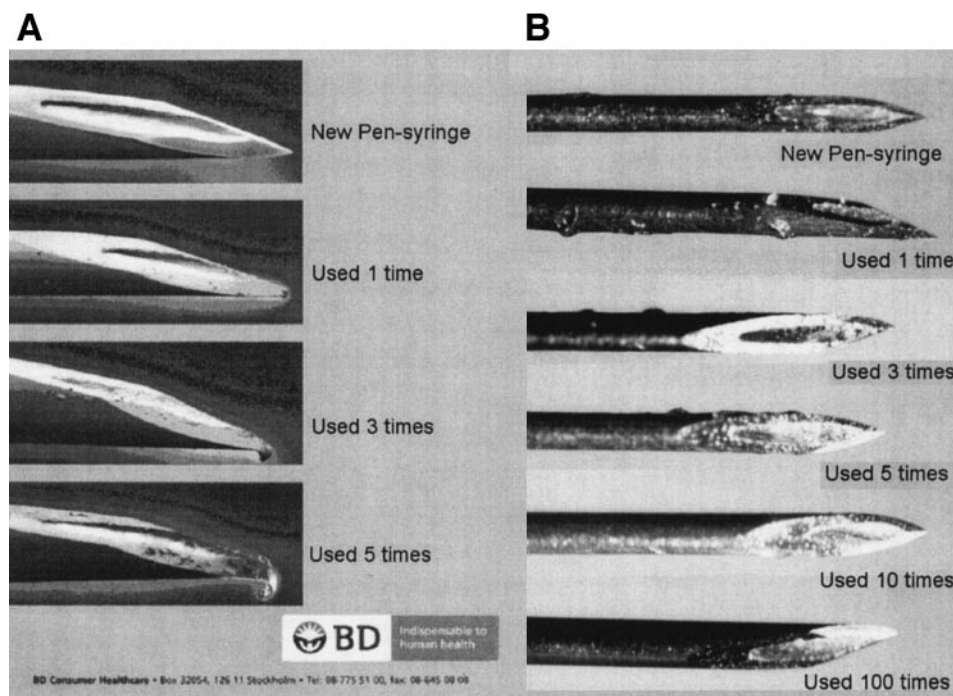 A
New Pen-syringe
Used 1 time
Used 3 times
Used 5 times
BD
Indispensable to
human health
BD Consumer Healthcare • Box 32054, 126 11 Stockholm • Tel: 08-775 51 00, fax: 08-645 08 08
B
New Pen-syringe
Used 1 time
Used 3 times
Used 5 times
Used 10 times
Used 100 times